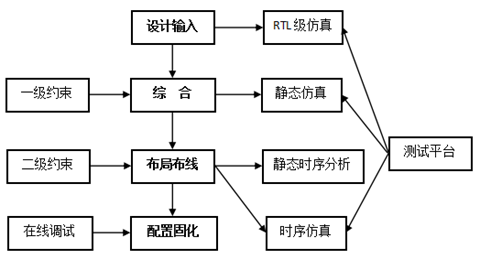 设计输入
RTL级仿真
一级约束
综 合
静态仿真
二级约束
布局布线
静态时序分析
测试平台
在线调试
配置固化
时序仿真